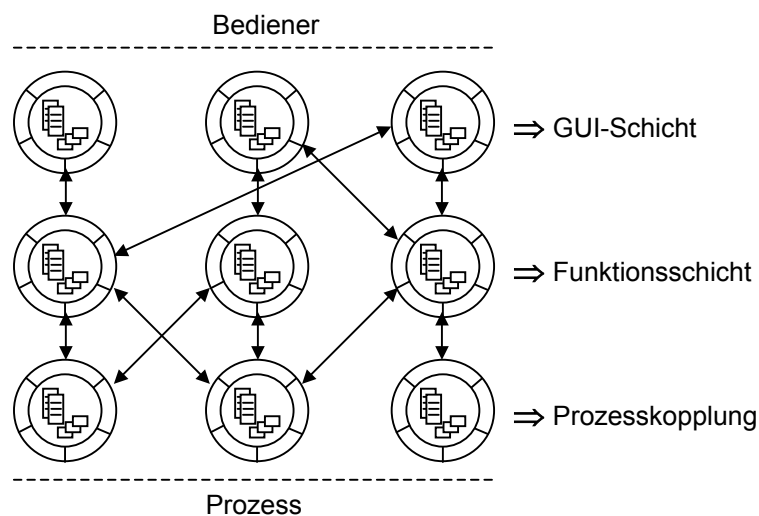 Bediener
⇒ GUI-Schicht
⇒ Funktionsschicht
⇒ Prozesskopplung
Prozess